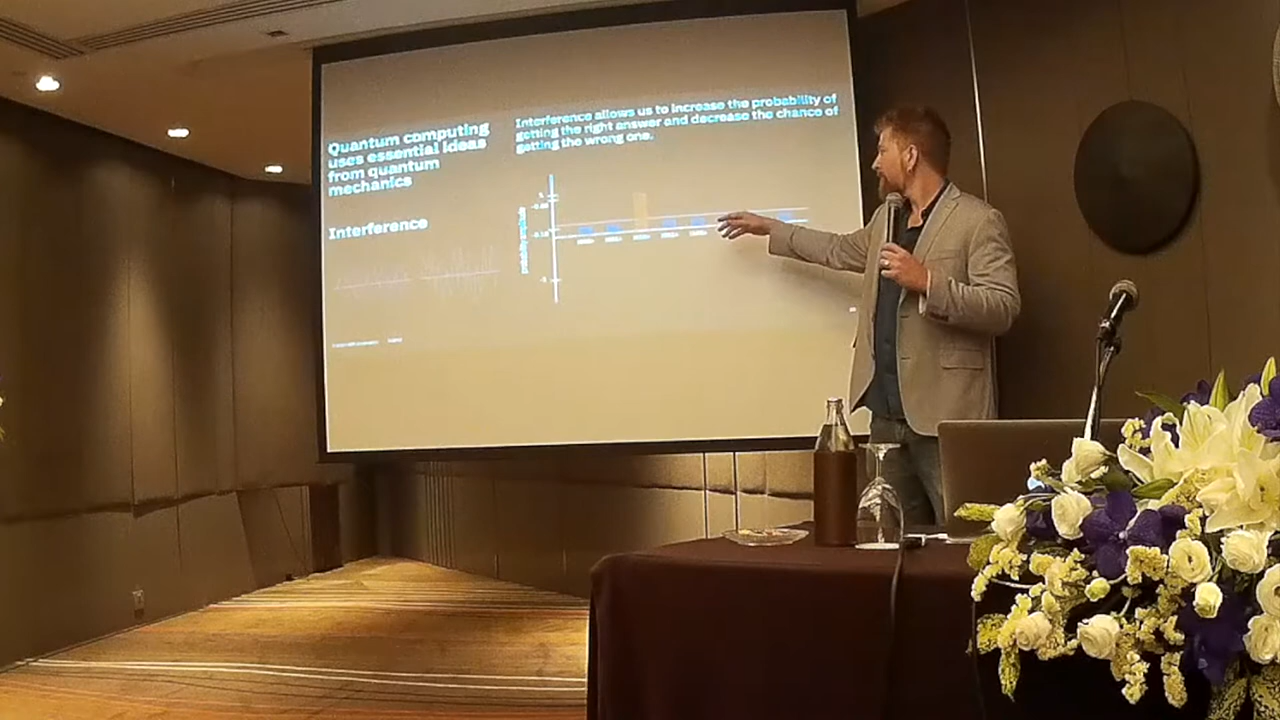 Quantum computing
uses essential ideas
from quantum
mechanics
Interference
Interference allows us to increase the probability of
getting the right answer and decrease the chance of
getting the wrong one.